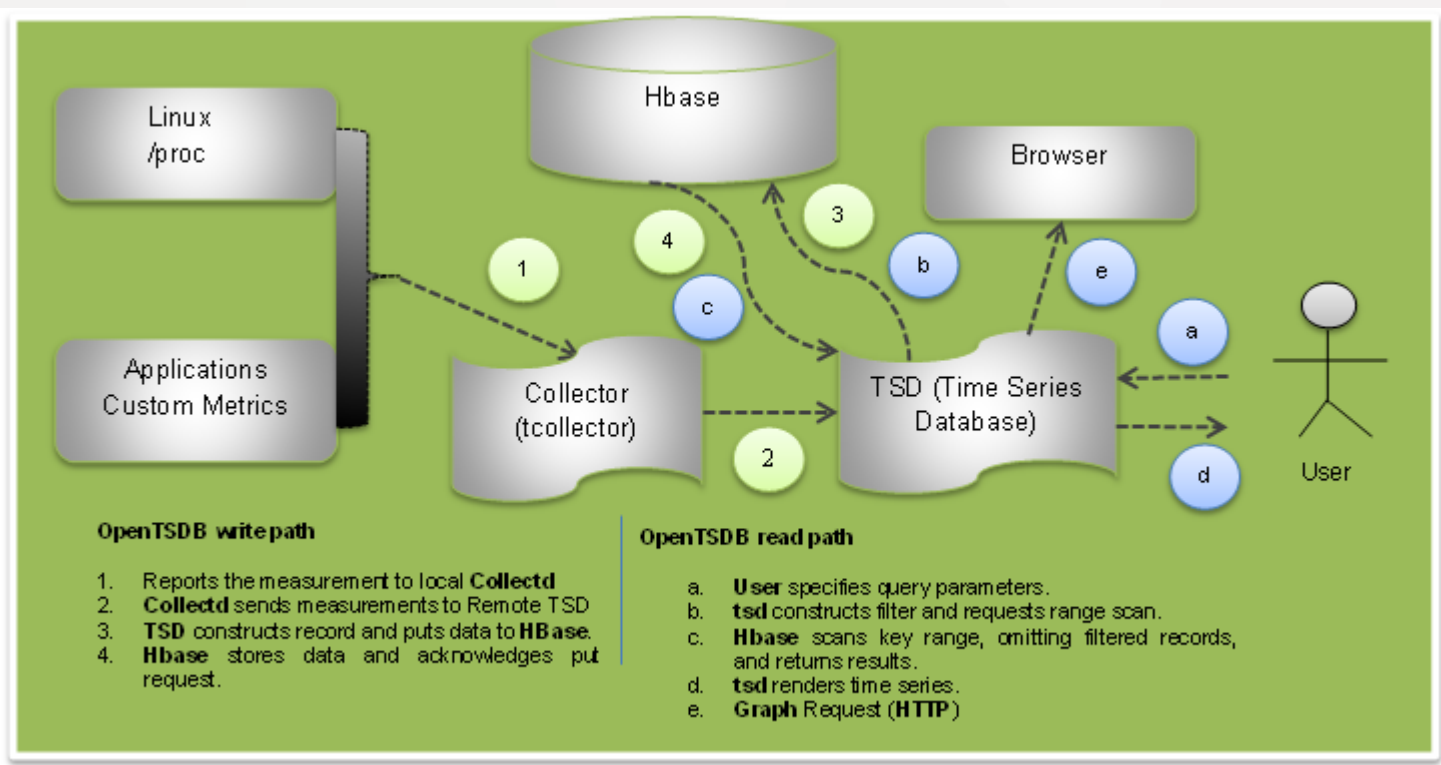 Linux
/proc
Hbase
Browser
3
4
b
1
e
c
a
Applications
Custom Metrics
Collector
(tcollector)
TSD (Time Series
Database)
2
d
User
OpenTSDB write path
1. Reports the measurement to local Collectd
2. Collectd sends measurements to Remote TSD
3. TSD constructs record and puts data to HBase.
4. Hbase stores data and acknowledges put
request.
OpenTSDB read path
a. User specifies query parameters.
b. tsd constructs filter and requests range scan.
c. Hbase scans key range, omitting filtered records,
and returns results.
d. tsd renders time series.
e. Graph Request (HTTP)